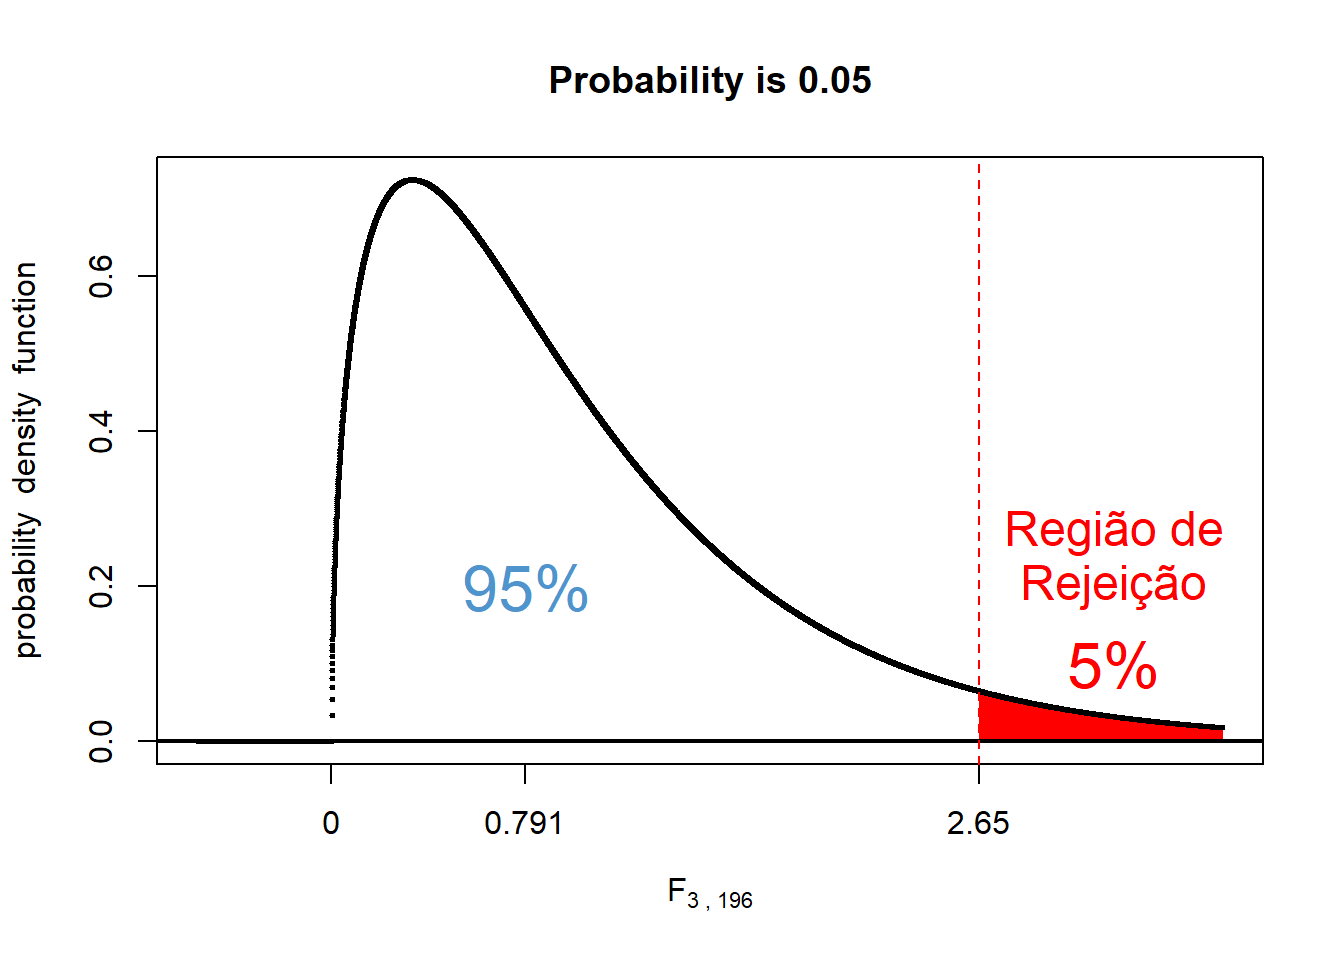 Probability is 0.05
probability density function
0.6
0.4
0.2
0.0
95%
Região de
Rejeição
5%
0
0.791
2.65
F3 , 196